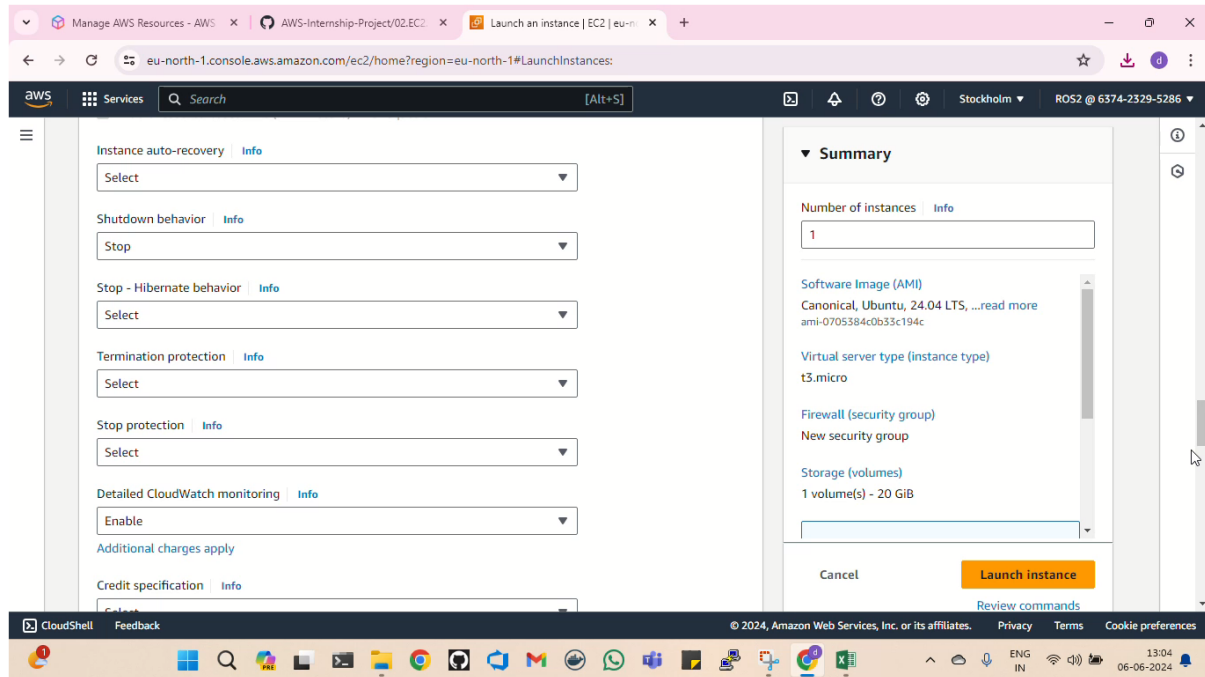 Manage AWS Resources - AWS
AWS-Internship-Project/02.EC2.
Launch an instance | EC2 | eu-n
eu-north-1.console.aws.amazon.com/ec2/home?region=eu-north-1#LaunchInstances:
d
aws
Services
Search
[Alt+S]
Stockholm
ROS2 @ 6374-2329-5286
Instance auto-recovery
Info
Select
Shutdown behavior
Info
Stop
Stop - Hibernate behavior
Info
Select
Termination protection
Info
Select
Stop protection
Info
Select
Detailed CloudWatch monitoring
Info
Enable
Additional charges apply
Credit specification
Info
Select
Summary
Number of instances
Info
1
Software Image (AMI)
Canonical, Ubuntu, 24.04 LTS, ...read more
ami-0705384c0b33c194c
Virtual server type (instance type)
t3.micro
Firewall (security group)
New security group
Storage (volumes)
1 volume(s) - 20 GiB
Cancel
Launch instance
Review commands
CloudShell
Feedback
© 2024, Amazon Web Services, Inc. or its affiliates.
Privacy
Terms
Cookie preferences
1
PRE
d
ENG
IN
13:04
06-06-2024